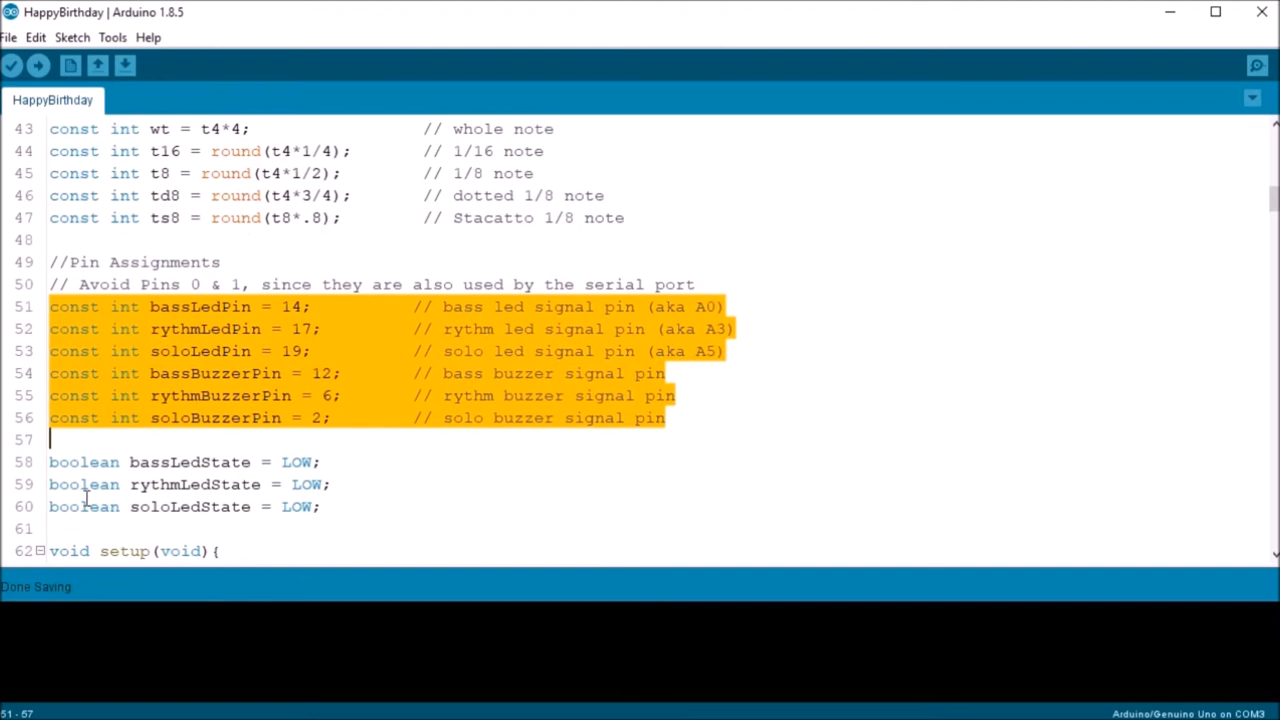 HappyBirthday | Arduino 1.8.5
File Edit Sketch Tools Help
HappyBirthday
43 const int wt = t4*4; // whole note
44 const int t16 = round(t4*1/4); // 1/16 note
45 const int t8 = round(t4*1/2); // 1/8 note
46 const int td8 = round(t4*3/4); // dotted 1/8 note
47 const int ts8 = round(t8*.8); // Stacatto 1/8 note
48
49 //Pin Assignments
50 // Avoid Pins 0 & 1, since they are also used by the serial port
51 const int bassLedPin = 14; // bass led signal pin (aka A0)
52 const int rythmLedPin = 17; // rythm led signal pin (aka A3)
53 const int soloLedPin = 19; // solo led signal pin (aka A5)
54 const int bassBuzzerPin = 12; // bass buzzer signal pin
55 const int rythmBuzzerPin = 6; // rythm buzzer signal pin
56 const int soloBuzzerPin = 2; // solo buzzer signal pin
57
58 boolean bassLedState = LOW;
59 boolean rythmLedState = LOW;
60 boolean soloLedState = LOW;
61
62 void setup(void){
Done Saving
51 - 57 Arduino/Genuino Uno on COM3